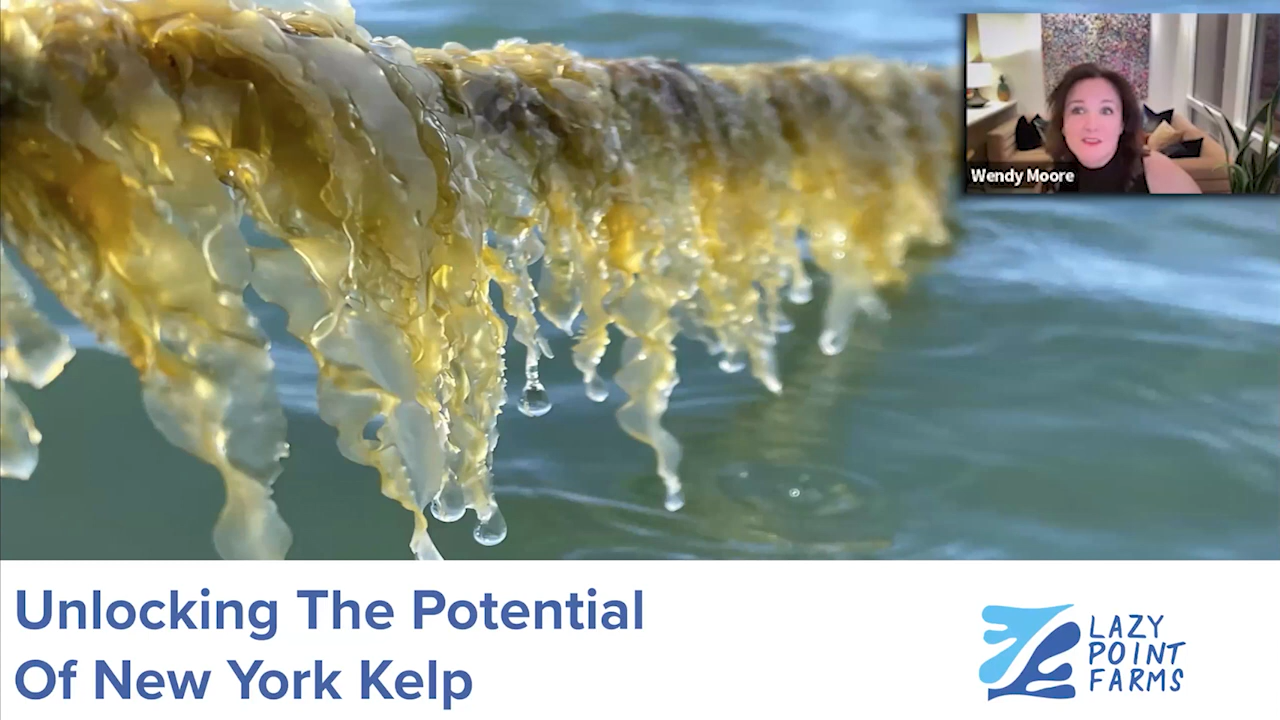 Wendy Moore
Unlocking The Potential
Of New York Kelp
LAZY
POINT
FARMS